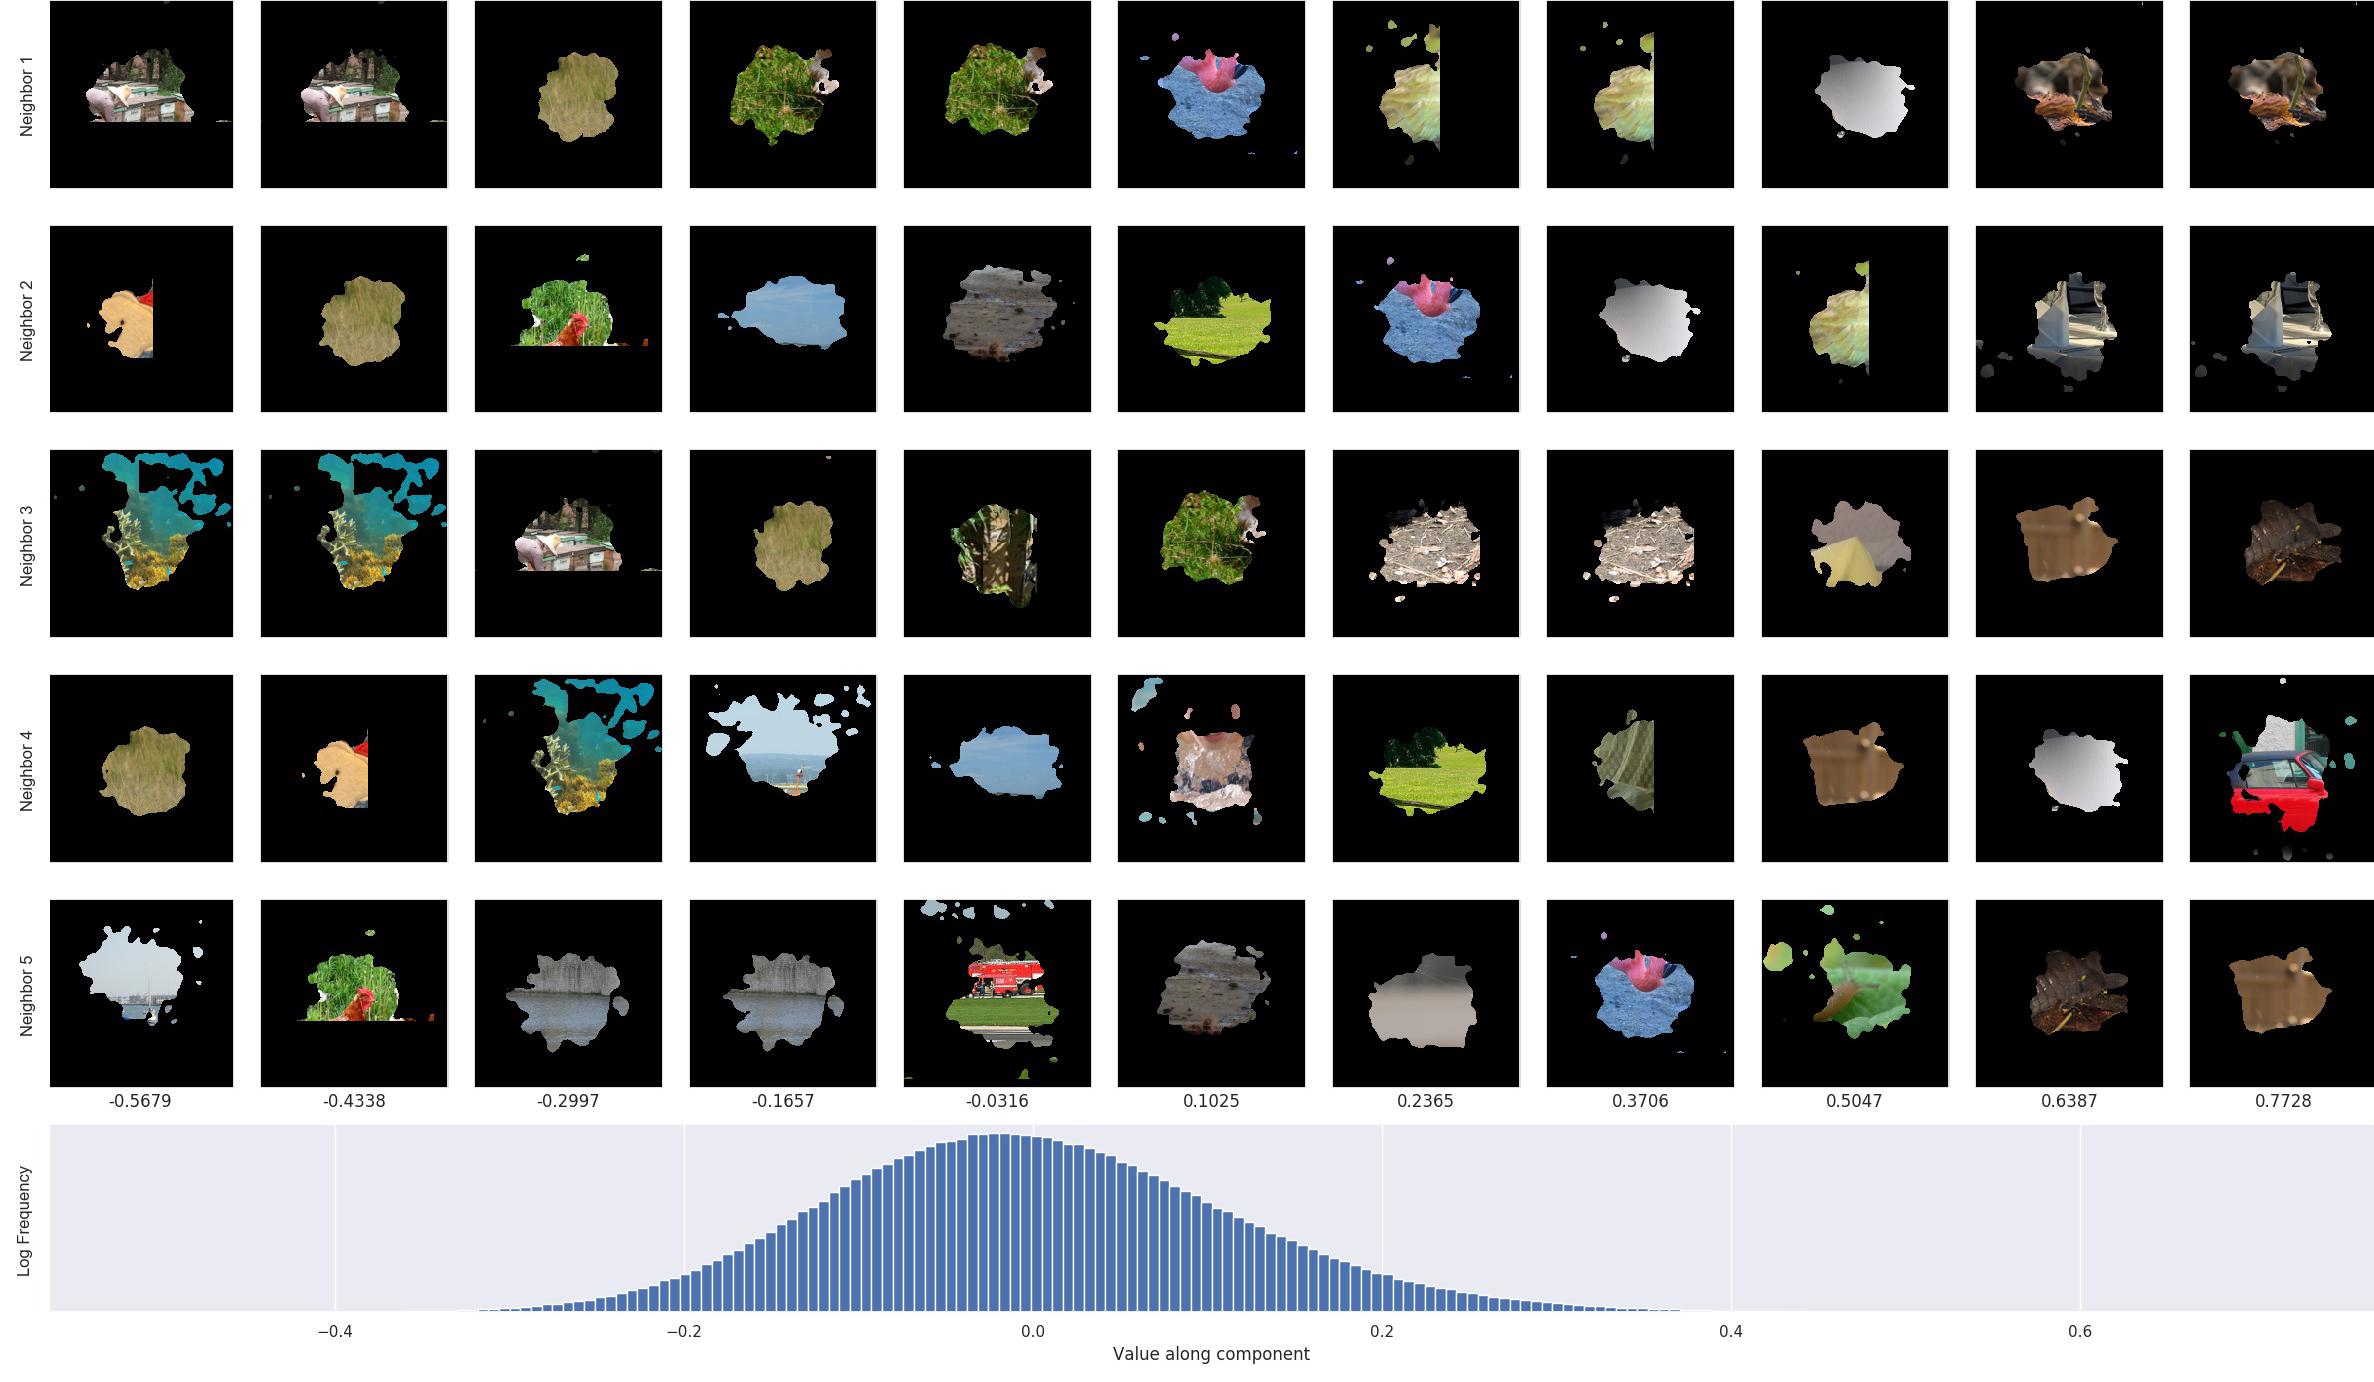 Neighbor 1
Neighbor 2
Neighbor 3
Neighbor 4
Neighbor 5
-0.5679 -0.4338 -0.2997 -0.1657 -0.0316 0.1025 0.2365 0.3706 0.5047 0.6387 0.7728
Log Frequency
−0.4 −0.2 0.0 0.2 0.4 0.6
Value along component